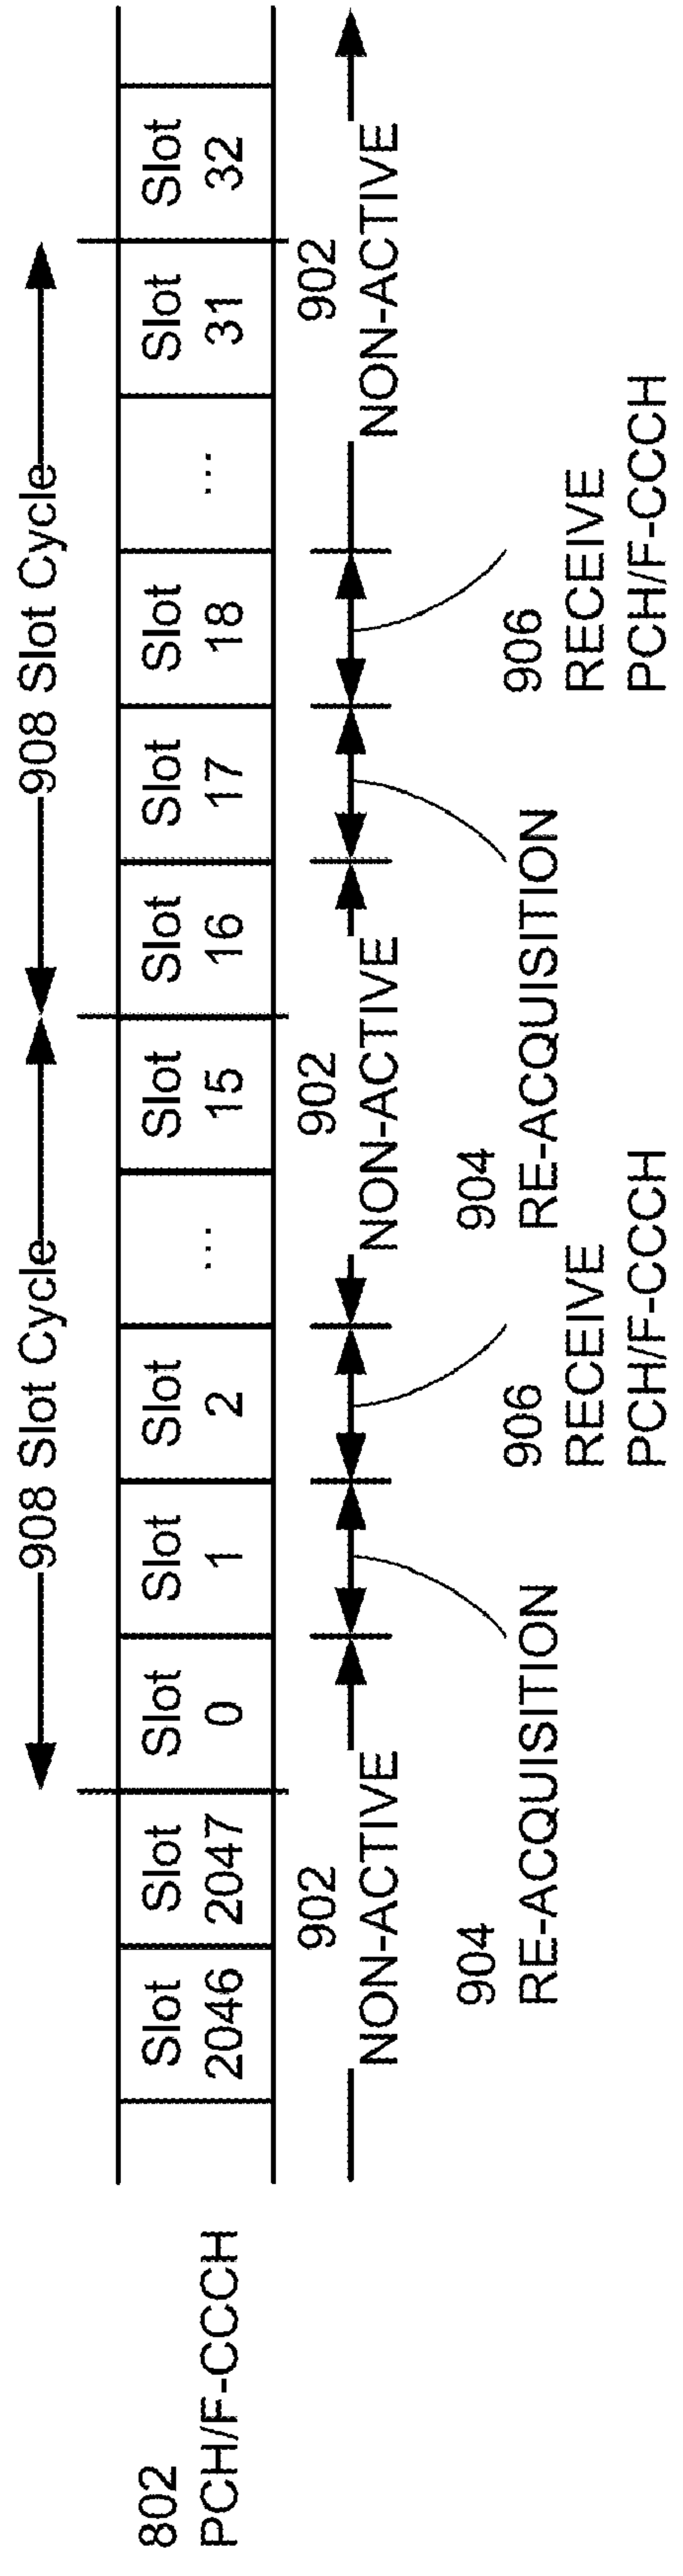 908 Slot Cycle 908 Slot Cycle
802
PCH/F-CCCH
Slot Slot Slot Slot Slot ... Slot Slot Slot Slot ... Slot Slot
2046 2047 0 1 2 15 16 17 18 31 32
902 902 902
NON-ACTIVE NON-ACTIVE NON-ACTIVE
904
RE-ACQUISITION
906
RECEIVE
PCH/F-CCCH
904
RE-ACQUISITION
906
RECEIVE
PCH/F-CCCH